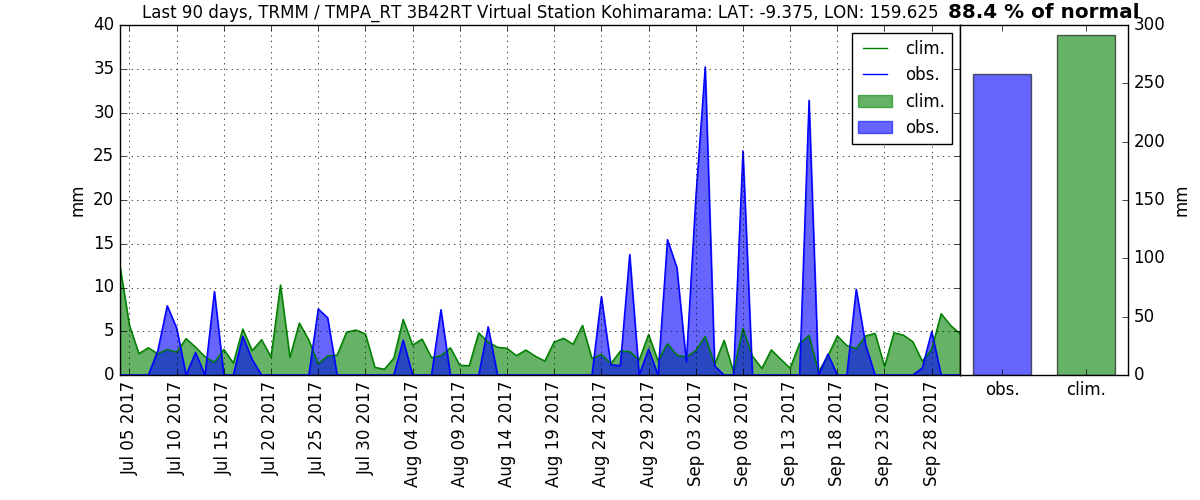 Last 90 days, TRMM / TMPA_RT 3B42RT Virtual Station Kohimarama: LAT: -9.375, LON: 159.625
88.4 % of normal
40
35
30
25
20
15
10
5
0
mm
clim.
obs.
clim.
obs.
Jul 05 2017
Jul 10 2017
Jul 15 2017
Jul 20 2017
Jul 25 2017
Jul 30 2017
Aug 04 2017
Aug 09 2017
Aug 14 2017
Aug 19 2017
Aug 24 2017
Aug 29 2017
Sep 03 2017
Sep 08 2017
Sep 13 2017
Sep 18 2017
Sep 23 2017
Sep 28 2017
300
250
200
150
100
50
0
mm
obs.
clim.